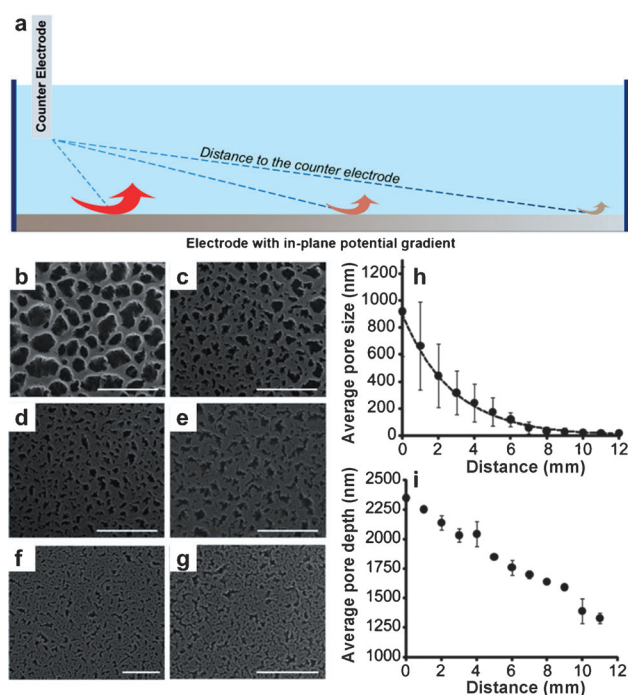 a
Counter Electrode
Distance to the counter electrode
Electrode with in-plane potential gradient
b
c
d
e
f
g
h
Average pore size (nm)
1200
1000
800
600
400
200
0
0 2 4 6 8 10 12
Distance (mm)
i
Average pore depth (nm)
2500
2250
2000
1750
1500
1250
1000
0 2 4 6 8 10 12
Distance (mm)